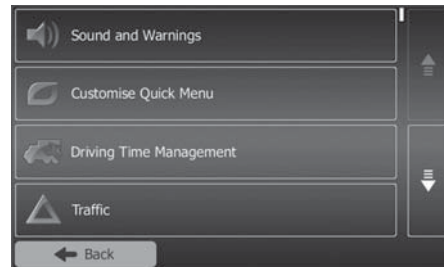 Sound and Warnings
Customise Quick Menu
Driving Time Management
Traffic
Back